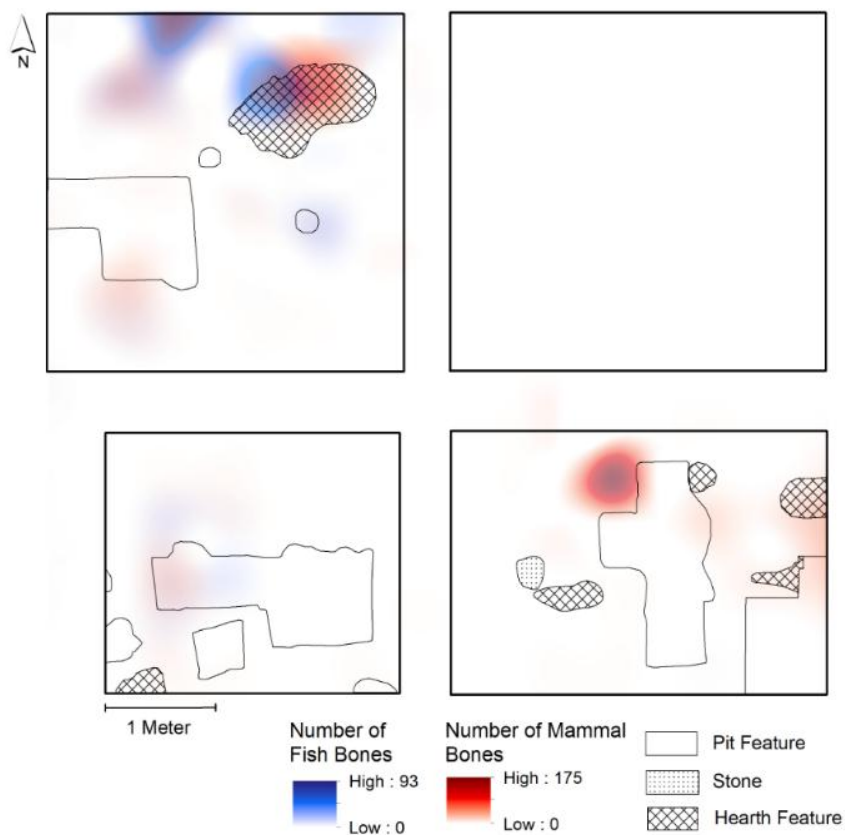 N
1 Meter
Number of
Fish Bones
High : 93
Low : 0
Number of Mammal
Bones
High : 175
Low : 0
Pit Feature
Stone
Hearth Feature